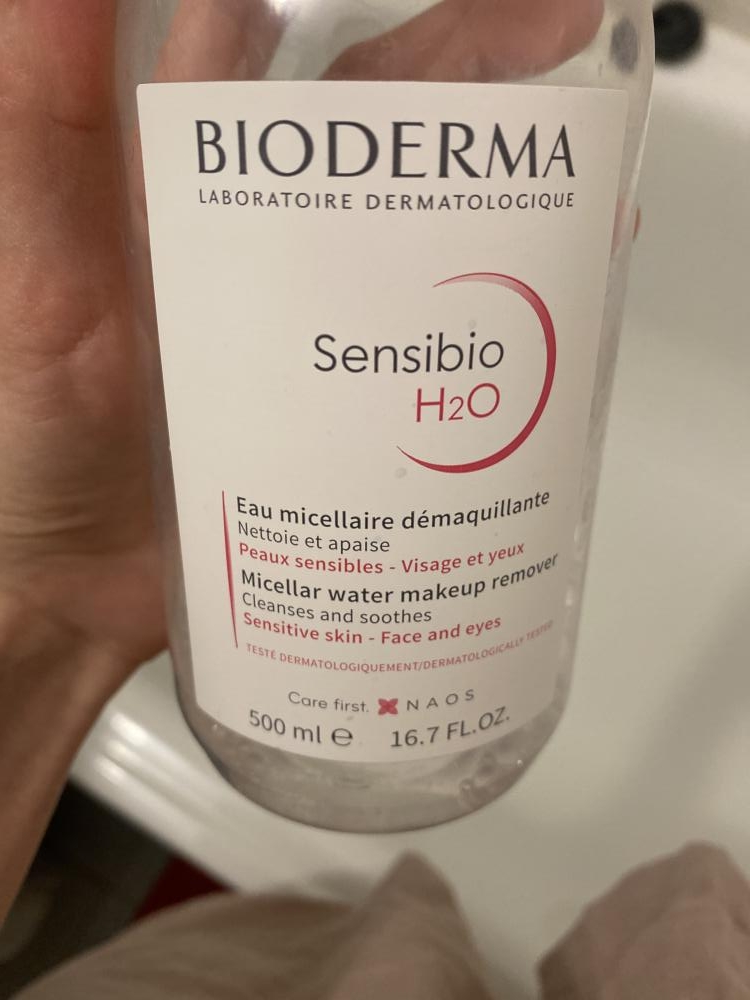 BIODERMA
LABORATOIRE DERMATOLOGIQUE
Sensibio
H2O
Eau micellaire démaquillante
Nettoie et apaise
Peaux sensibles - Visage et yeux
Micellar water makeup remover
Cleanses and soothes
Sensitive skin - Face and eyes
TESTÉ DERMATOLOGIQUEMENT/DERMATOLOGICALLY TESTED
Care first. NAOS
500 ml ℮ 16.7 FL.OZ.